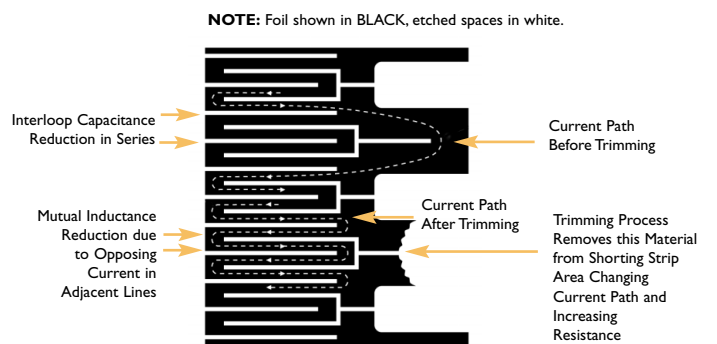 NOTE: Foil shown in BLACK, etched spaces in white.
Interloop Capacitance
Reduction in Series
Current Path
Before Trimming
Mutual Inductance
Reduction due
to Opposing
Current in
Adjacent Lines
Current Path
After Trimming
Trimming Process
Removes this Material
from Shorting Strip
Area Changing
Current Path and
Increasing
Resistance